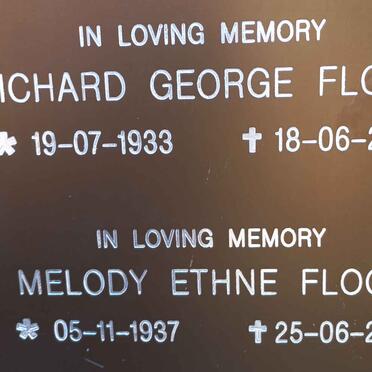 IN LOVING MEMORY
ICHARD GEORGE FLO
* 19-07-1933 ✝ 18-06-2
IN LOVING MEMORY
MELODY ETHNE FLOO
* 05-11-1937 ✝ 25-06-2